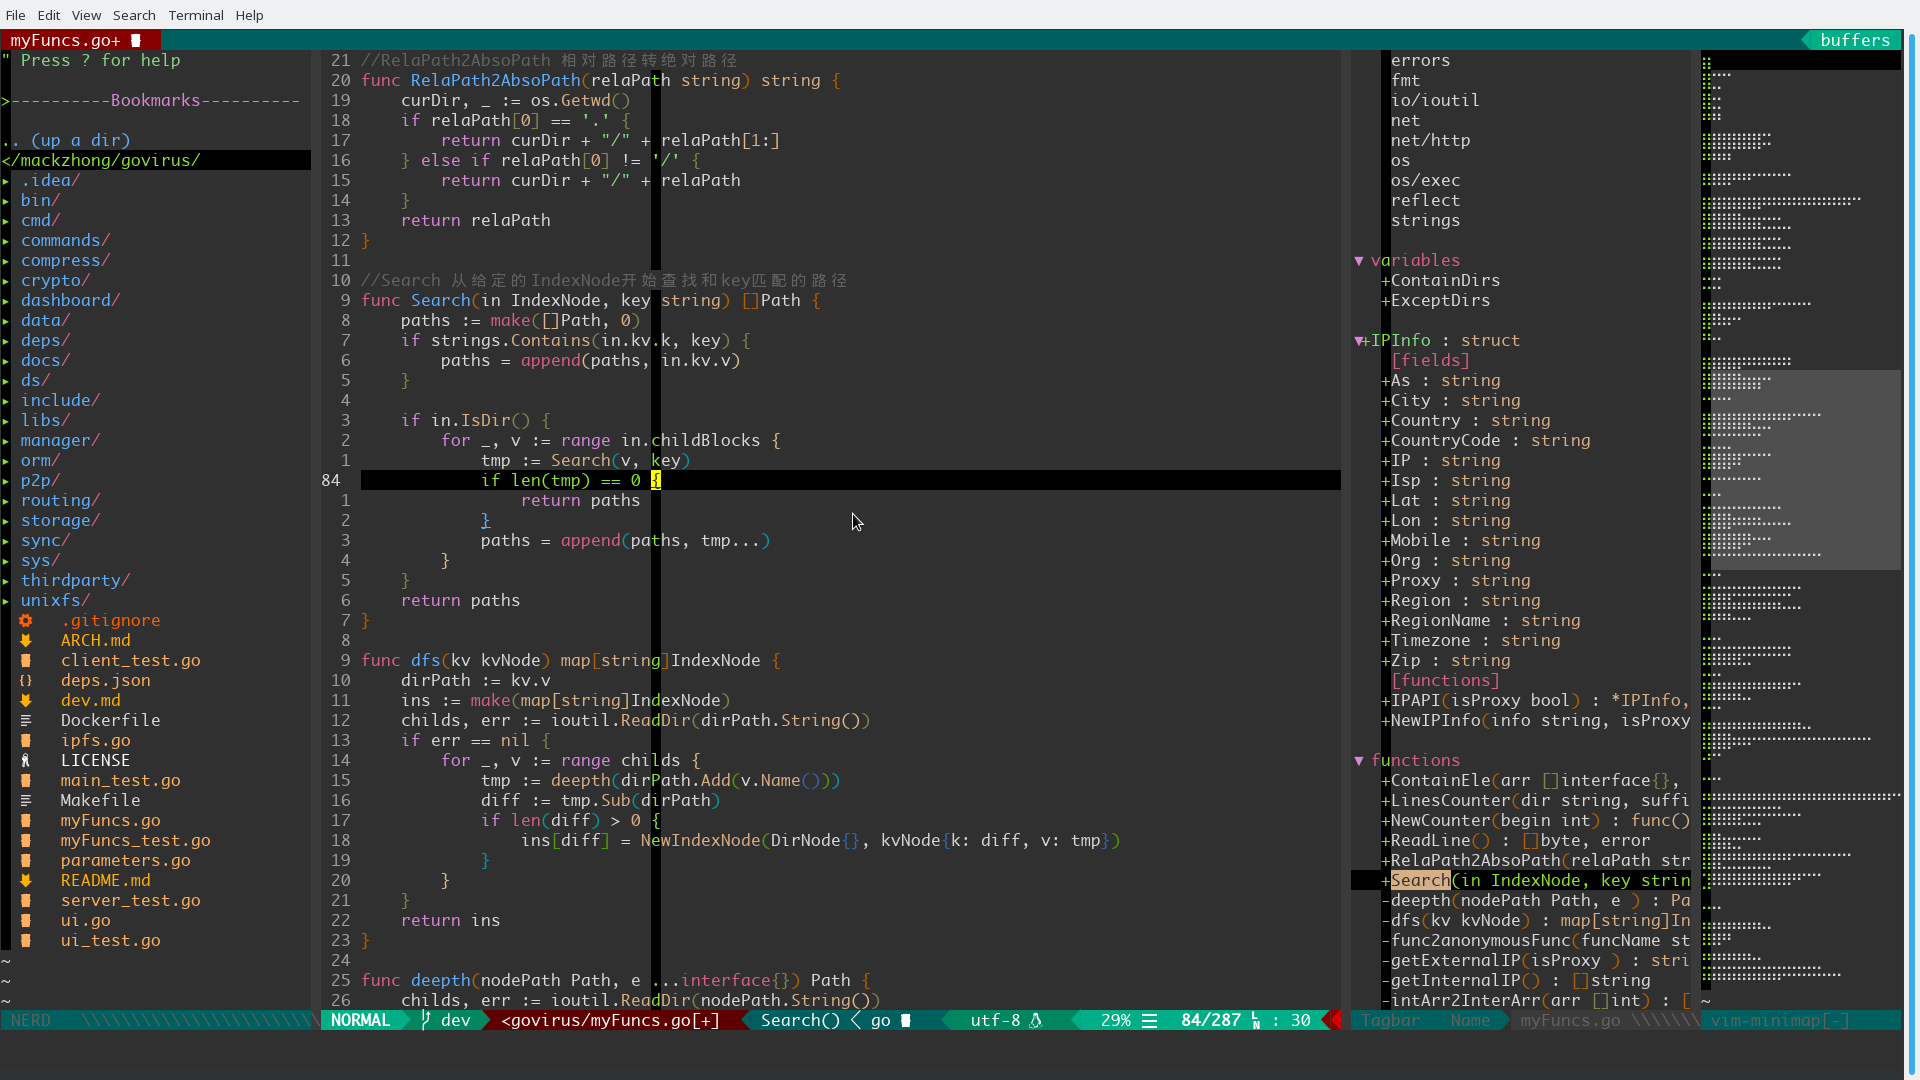 File Edit View Search Terminal Help
myFuncs.go+ buffers
" Press ? for help
>----------Bookmarks----------
.. (up a dir)
</mackzhong/govirus/
▸ .idea/
▸ bin/
▸ cmd/
▸ commands/
▸ compress/
▸ crypto/
▸ dashboard/
▸ data/
▸ deps/
▸ docs/
▸ ds/
▸ include/
▸ libs/
▸ manager/
▸ orm/
▸ p2p/
▸ routing/
▸ storage/
▸ sync/
▸ sys/
▸ thirdparty/
▸ unixfs/
.gitignore
ARCH.md
client_test.go
{} deps.json
dev.md
Dockerfile
ipfs.go
LICENSE
main_test.go
Makefile
myFuncs.go
myFuncs_test.go
parameters.go
README.md
server_test.go
ui.go
ui_test.go
~
~
~
NERD
21 //RelaPath2AbsoPath 相对路径转绝对路径
20 func RelaPath2AbsoPath(relaPath string) string {
19     curDir, _ := os.Getwd()
18     if relaPath[0] == '.' {
17         return curDir + "/" + relaPath[1:]
16     } else if relaPath[0] != '/' {
15         return curDir + "/" + relaPath
14     }
13     return relaPath
12 }
11
10 //Search 从给定的IndexNode开始查找和key匹配的路径
9 func Search(in IndexNode, key string) []Path {
8     paths := make([]Path, 0)
7     if strings.Contains(in.kv.k, key) {
6         paths = append(paths, in.kv.v)
5     }
4
3     if in.IsDir() {
2         for _, v := range in.childBlocks {
1             tmp := Search(v, key)
84             if len(tmp) == 0 {
1                 return paths
2             }
3             paths = append(paths, tmp...)
4         }
5     }
6     return paths
7 }
8
9 func dfs(kv kvNode) map[string]IndexNode {
10     dirPath := kv.v
11     ins := make(map[string]IndexNode)
12     childs, err := ioutil.ReadDir(dirPath.String())
13     if err == nil {
14         for _, v := range childs {
15             tmp := deepth(dirPath.Add(v.Name()))
16             diff := tmp.Sub(dirPath)
17             if len(diff) > 0 {
18                 ins[diff] = NewIndexNode(DirNode{}, kvNode{k: diff, v: tmp})
19             }
20         }
21     }
22     return ins
23 }
24
25 func deepth(nodePath Path, e ...interface{}) Path {
26     childs, err := ioutil.ReadDir(nodePath.String())
NORMAL dev <govirus/myFuncs.go[+] Search() < go utf-8 29% ☰ 84/287 LN : 30
errors
fmt
io/ioutil
net
net/http
os
os/exec
reflect
strings
▼ variables
+ContainDirs
+ExceptDirs
▼+IPInfo : struct
[fields]
+As : string
+City : string
+Country : string
+CountryCode : string
+IP : string
+Isp : string
+Lat : string
+Lon : string
+Mobile : string
+Org : string
+Proxy : string
+Region : string
+RegionName : string
+Timezone : string
+Zip : string
[functions]
+IPAPI(isProxy bool) : *IPInfo,
+NewIPInfo(info string, isProxy
▼ functions
+ContainEle(arr []interface{},
+LinesCounter(dir string, suffi
+NewCounter(begin int) : func()
+ReadLine() : []byte, error
+RelaPath2AbsoPath(relaPath str
+Search(in IndexNode, key strin
-deepth(nodePath Path, e ) : Pa
-dfs(kv kvNode) : map[string]In
-func2anonymousFunc(funcName st
-getExternalIP(isProxy ) : stri
-getInternalIP() : []string
-intArr2InterArr(arr []int) : [
Tagbar Name myFuncs.go \\\\\\\
~
vim-minimap[-]